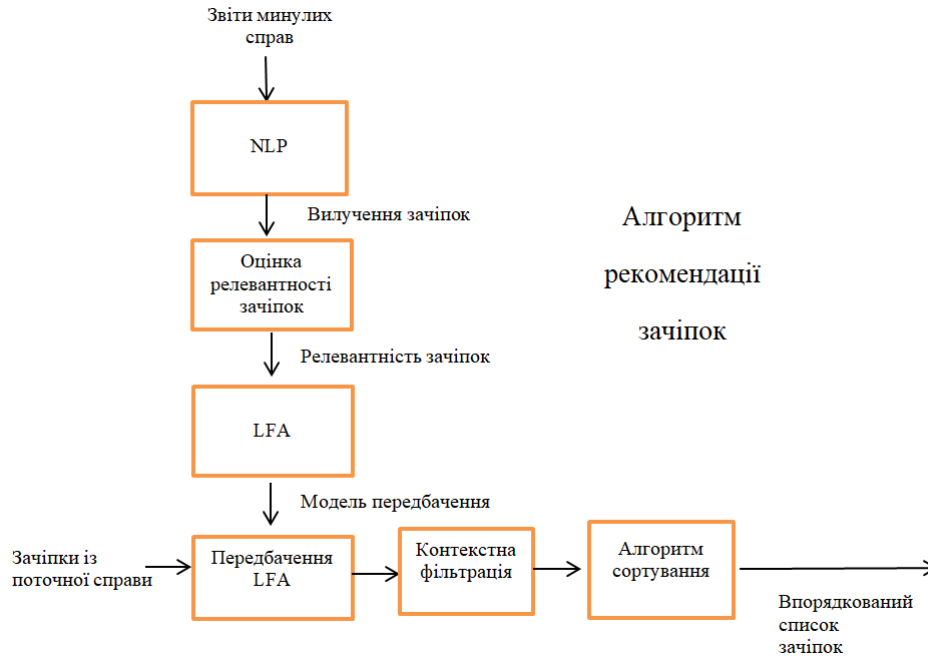 Звіти минулих
справ
NLP
Вилучення зачіпок
Алгоритм
рекомендації
зачіпок
Оцінка
релевантності
зачіпок
Релевантність зачіпок
LFA
Модель передбачення
Зачіпки із
поточної справи
Передбачення
LFA
Контекстна
фільтрація
Алгоритм
сортування
Впорядкований
список
зачіпок